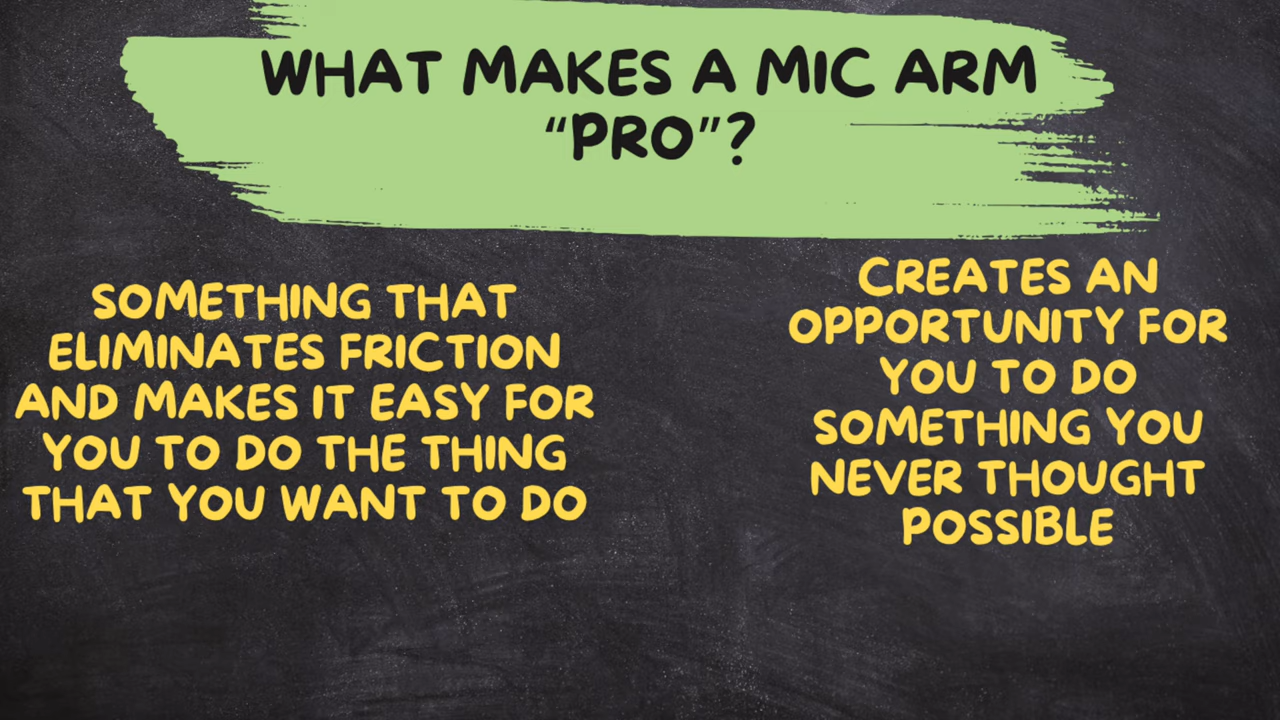 WHAT MAKES A MIC ARM
“PRO”?
SOMETHING THAT
ELIMINATES FRICTION
AND MAKES IT EASY FOR
YOU TO DO THE THING
THAT YOU WANT TO DO
CREATES AN
OPPORTUNITY FOR
YOU TO DO
SOMETHING YOU
NEVER THOUGHT
POSSIBLE